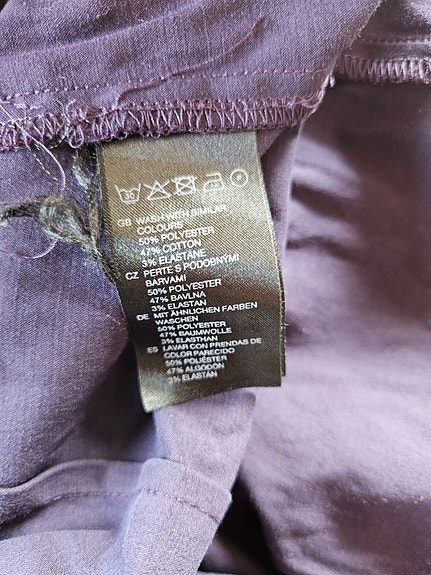 30
GB WASH WITH SIMILAR
COLOURS
50% POLYESTER
47% COTTON
3% ELASTANE
CZ PERTE S PODOBNÝMI
BARVAMI
50% POLYESTER
47% BAVLNA
3% ELASTAN
DE MIT ÄHNLICHEN FARBEN
WASCHEN
50% POLYESTER
47% BAUMWOLLE
3% ELASTHAN
ES LAVAR CON PRENDAS DE
COLOR PARECIDO
50% POLIÉSTER
47% ALGODÓN
3% ELASTÁN